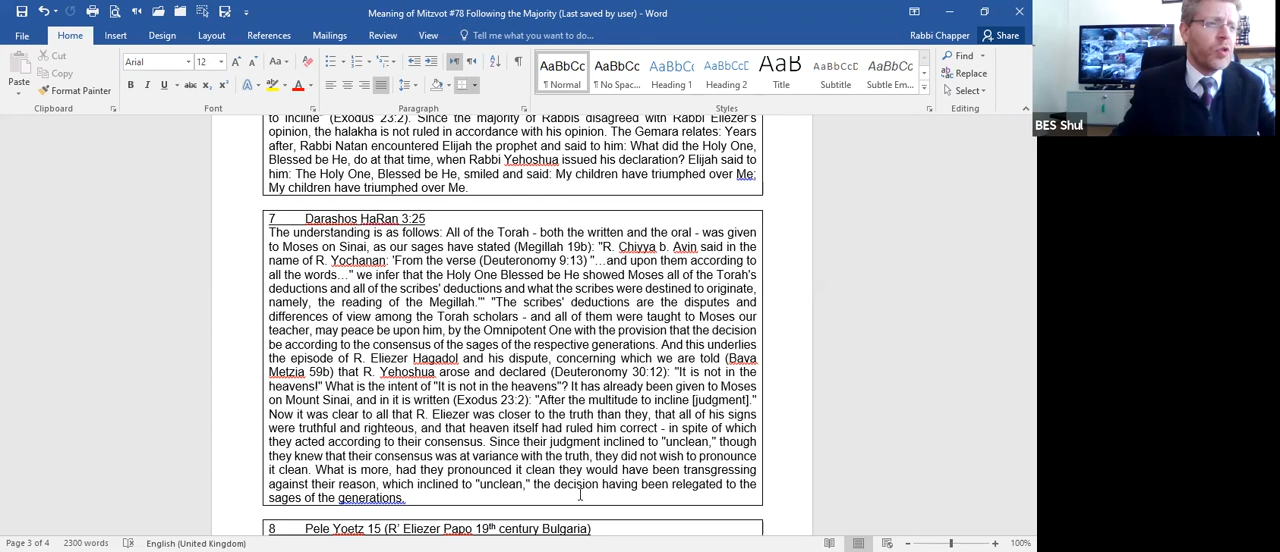 Meaning of Mitzvot #78 Following the Majority (Last saved by user) - Word
File Home Insert Design Layout References Mailings Review View Tell me what you want to do... Rabbi Chapper Share
Paste
Cut
Copy
Format Painter
Clipboard
Arial 12
Font
Paragraph
AaBbCc AaBbCc AaBbCc AaBbCc AaB AaBbCc AaBbCc
¶ Normal ¶ No Spac... Heading 1 Heading 2 Title Subtitle Subtle Em...
Styles
Find
Replace
Select
Editing
BES Shul
to incline" (Exodus 23:2). Since the majority of Rabbis disagreed with Rabbi Eliezer's
opinion, the halakha is not ruled in accordance with his opinion. The Gemara relates: Years
after, Rabbi Natan encountered Elijah the prophet and said to him: What did the Holy One,
Blessed be He, do at that time, when Rabbi Yehoshua issued his declaration? Elijah said to
him: The Holy One, Blessed be He, smiled and said: My children have triumphed over Me;
My children have triumphed over Me.
7 Darashos HaRan 3:25
The understanding is as follows: All of the Torah - both the written and the oral - was given
to Moses on Sinai, as our sages have stated (Megillah 19b): "R. Chiyya b. Avin said in the
name of R. Yochanan: 'From the verse (Deuteronomy 9:13) "…and upon them according to
all the words…" we infer that the Holy One Blessed be He showed Moses all of the Torah's
deductions and all of the scribes' deductions and what the scribes were destined to originate,
namely, the reading of the Megillah.'" "The scribes' deductions are the disputes and
differences of view among the Torah scholars - and all of them were taught to Moses our
teacher, may peace be upon him, by the Omnipotent One with the provision that the decision
be according to the consensus of the sages of the respective generations. And this underlies
the episode of R. Eliezer Hagadol and his dispute, concerning which we are told (Bava
Metzia 59b) that R. Yehoshua arose and declared (Deuteronomy 30:12): "It is not in the
heavens!" What is the intent of "It is not in the heavens"? It has already been given to Moses
on Mount Sinai, and in it is written (Exodus 23:2): "After the multitude to incline [judgment]."
Now it was clear to all that R. Eliezer was closer to the truth than they, that all of his signs
were truthful and righteous, and that heaven itself had ruled him correct - in spite of which
they acted according to their consensus. Since their judgment inclined to "unclean," though
they knew that their consensus was at variance with the truth, they did not wish to pronounce
it clean. What is more, had they pronounced it clean they would have been transgressing
against their reason, which inclined to "unclean," the decision having been relegated to the
sages of the generations.
8 Pele Yoetz 15 (R' Eliezer Papo 19th century Bulgaria)
Page 3 of 4 2300 words English (United Kingdom) 100%